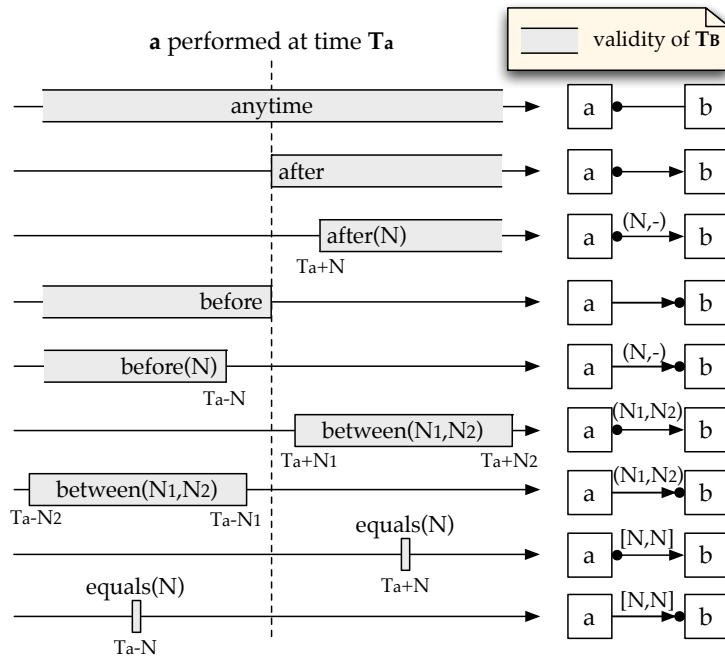 a performed at time Ta
validity of TB
anytime
a b
after
a b
after(N)
Ta+N
(N,-)
a b
before
a b
before(N)
Ta-N
(N,-)
a b
between(N1,N2)
Ta+N1 Ta+N2
(N1,N2)
a b
between(N1,N2)
Ta-N2 Ta-N1
(N1,N2)
a b
equals(N)
Ta+N
[N,N]
a b
equals(N)
Ta-N
[N,N]
a b